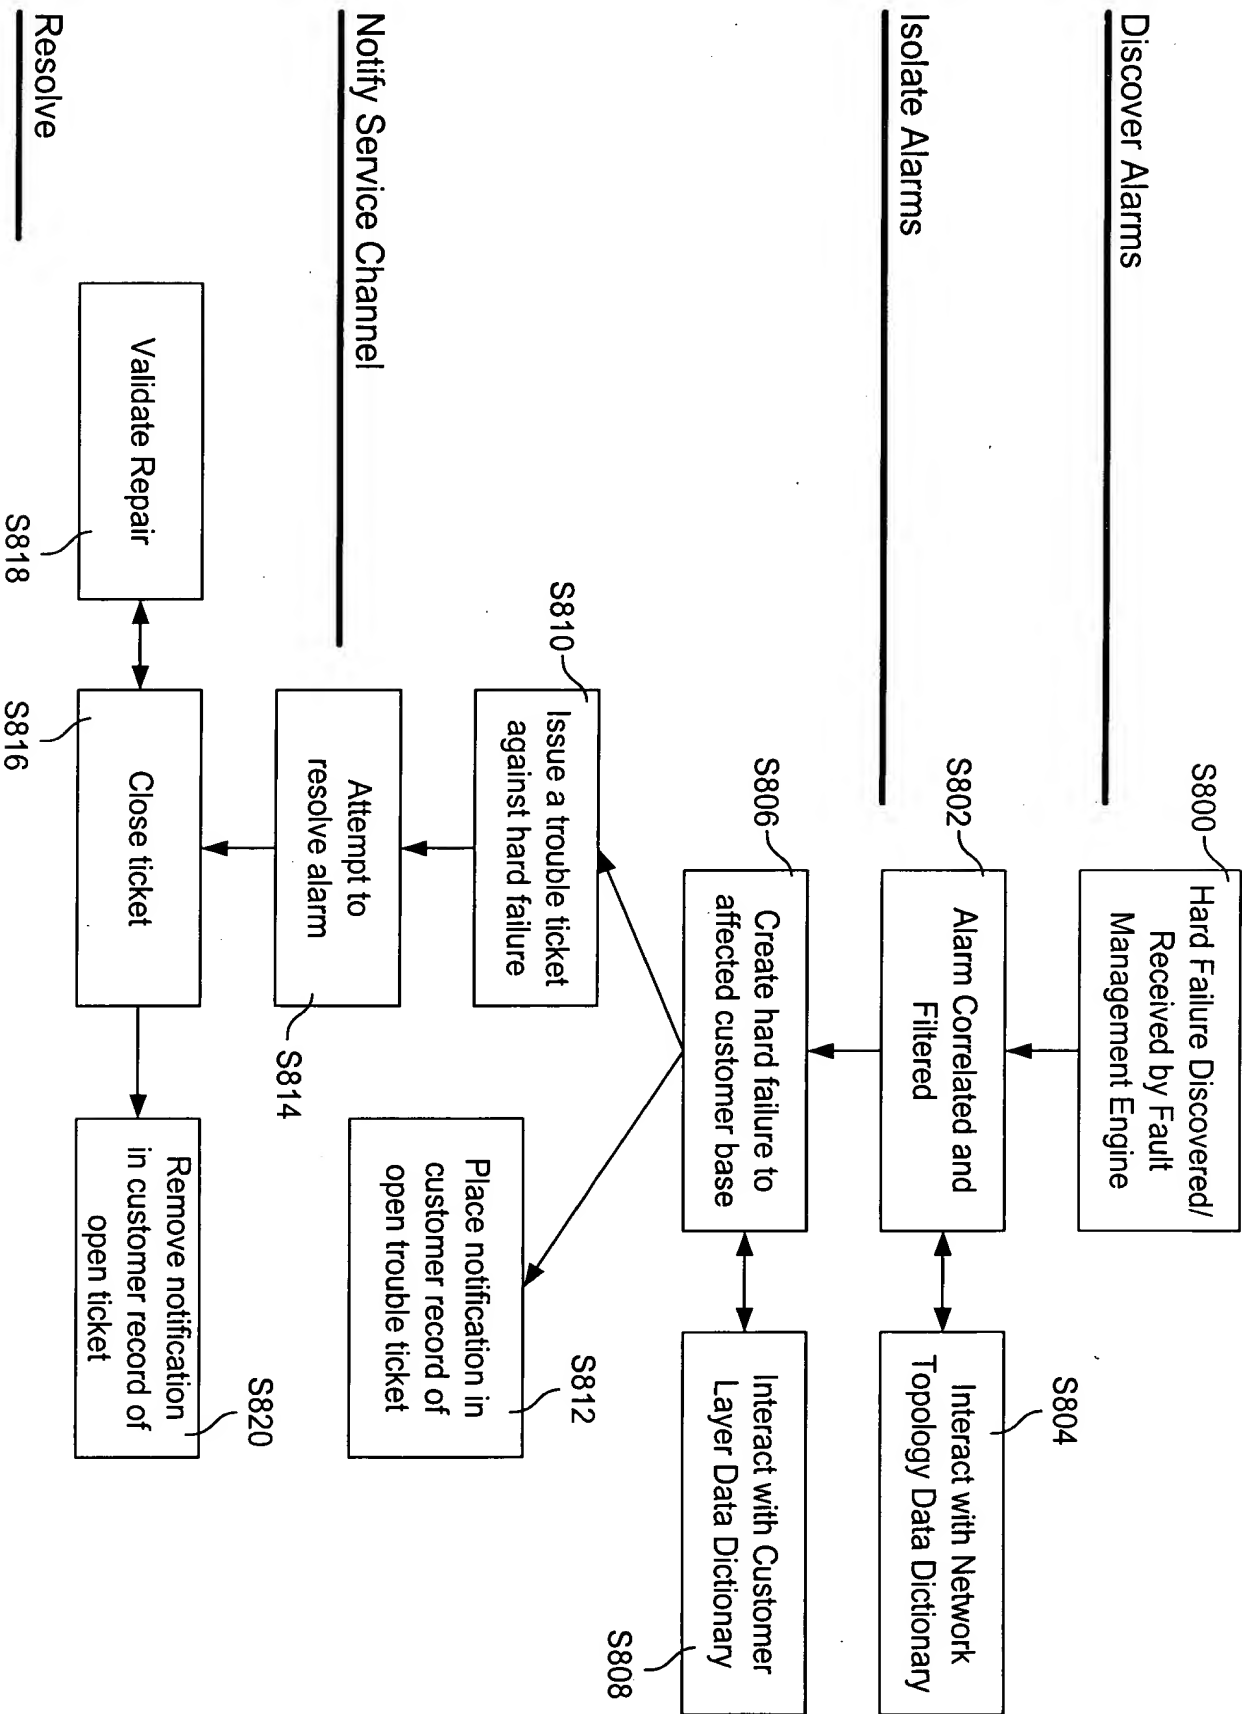 S800
Hard Failure Discovered/
Received by Fault
Management Engine
Discover Alarms
S802
Alarm Correlated and
Filtered
S804
Interact with Network
Topology Data Dictionary
Isolate Alarms
S806
Create hard failure to
affected customer base
Interact with Customer
Layer Data Dictionary
S808
S810
Issue a trouble ticket
against hard failure
S812
Place notification in
customer record of
open trouble ticket
Notify Service Channel
Attempt to
resolve alarm
S814
Validate Repair
S818
Close ticket
S816
S820
Remove notification
in customer record of
open ticket
Resolve